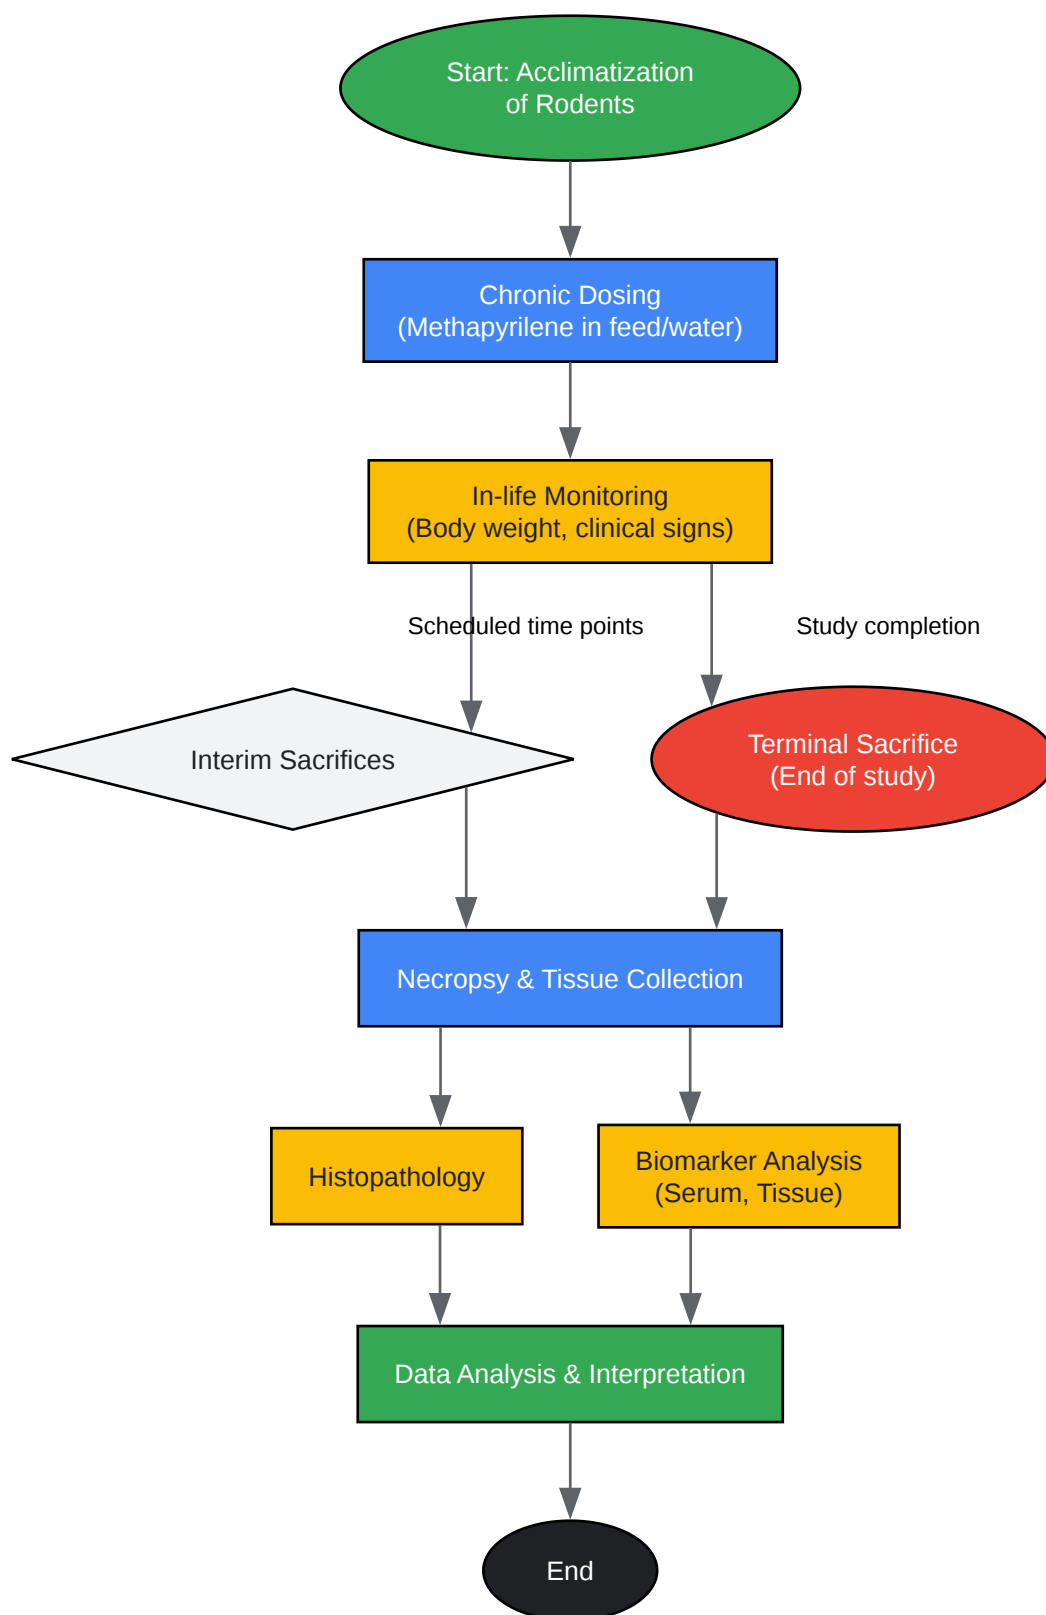 Start: Acclimatization
of Rodents
Chronic Dosing
(Methapyrilene in feed/water)
In-life Monitoring
(Body weight, clinical signs)
Scheduled time points
Study completion
Interim Sacrifices
Terminal Sacrifice
(End of study)
Necropsy & Tissue Collection
Histopathology
Biomarker Analysis
(Serum, Tissue)
Data Analysis & Interpretation
End